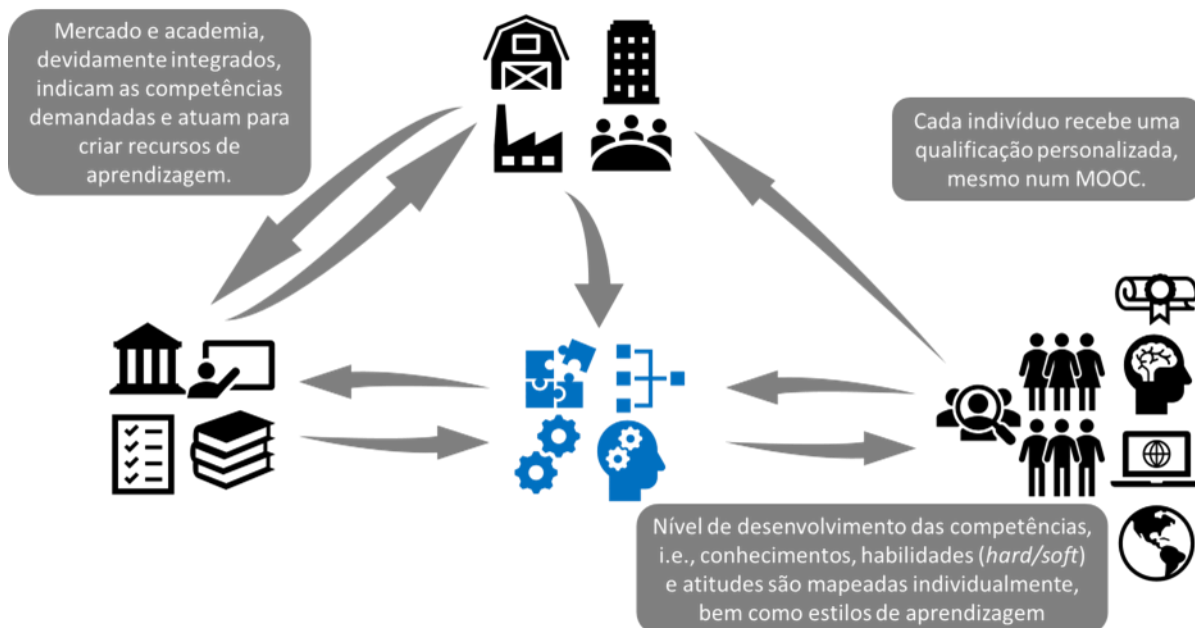 Mercado e academia,
devidamente integrados,
indicam as competências
demandadas e atuam para
criar recursos de
aprendizagem.
Cada indivíduo recebe uma
qualificação personalizada,
mesmo num MOOC.
Nível de desenvolvimento das competências,
i.e., conhecimentos, habilidades (hard/soft)
e atitudes são mapeadas individualmente,
bem como estilos de aprendizagem